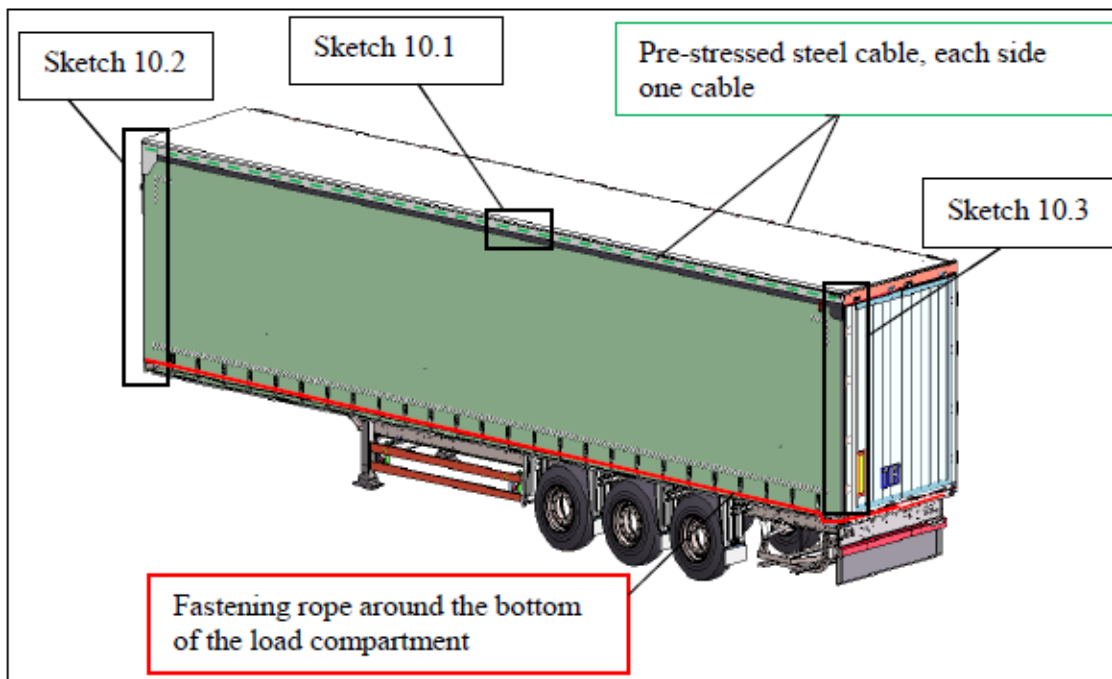 Sketch 10.2
Sketch 10.1
Pre-stressed steel cable, each side
one cable
Sketch 10.3
Fastening rope around the bottom
of the load compartment